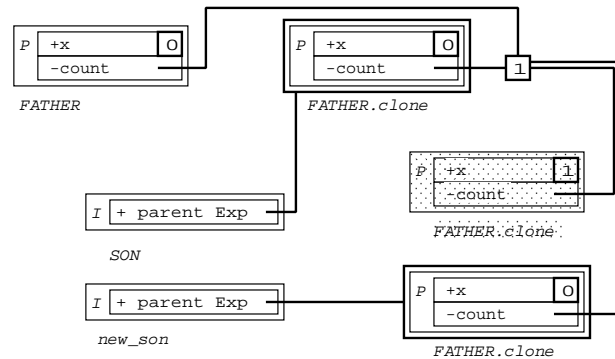 P +x 0
-count
FATHER
P +x 0
-count
FATHER.clone
1
P +x 1
-count
FATHER.clone
I + parent Exp
SON
I + parent Exp
new_son
P +x 0
-count
FATHER.clone